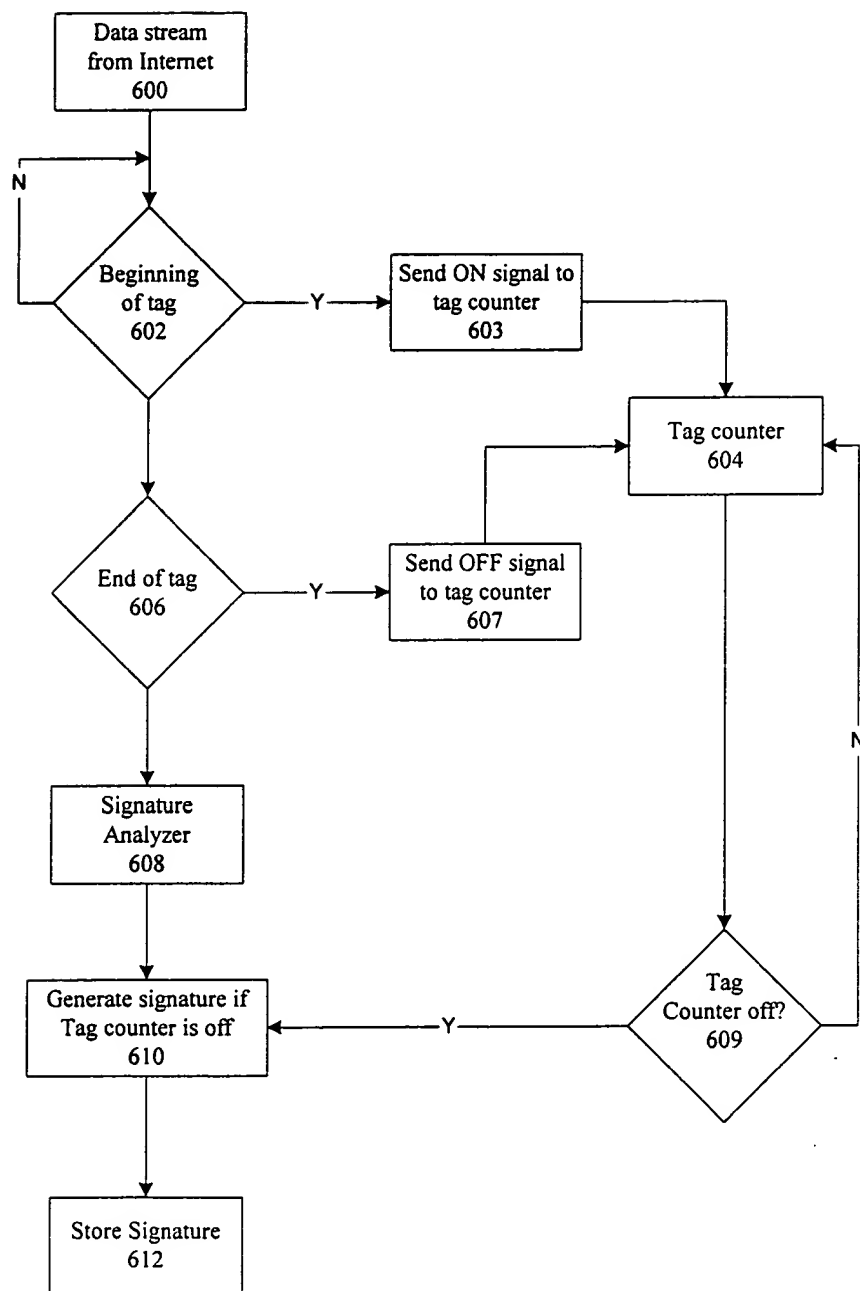 Data stream
from Internet
600
N
Beginning
of tag
602
Y
Send ON signal to
tag counter
603
Tag counter
604
End of tag
606
Y
Send OFF signal
to tag counter
607
N
Signature
Analyzer
608
Generate signature if
Tag counter is off
610
Y
Tag
Counter off?
609
Store Signature
612